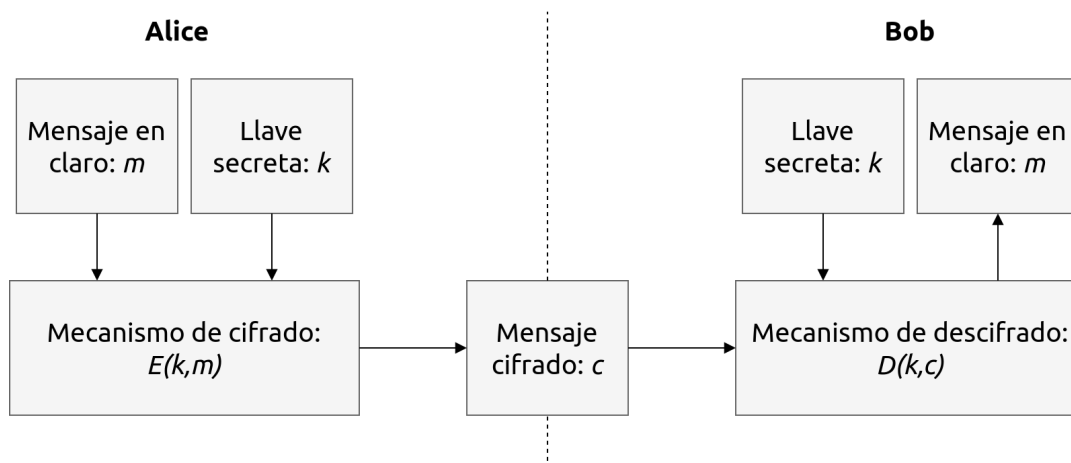 Alice
Bob
Mensaje en
claro: m
Llave
secreta: k
Llave
secreta: k
Mensaje en
claro: m
Mecanismo de cifrado:
E(k,m)
Mensaje
cifrado: c
Mecanismo de descifrado:
D(k,c)